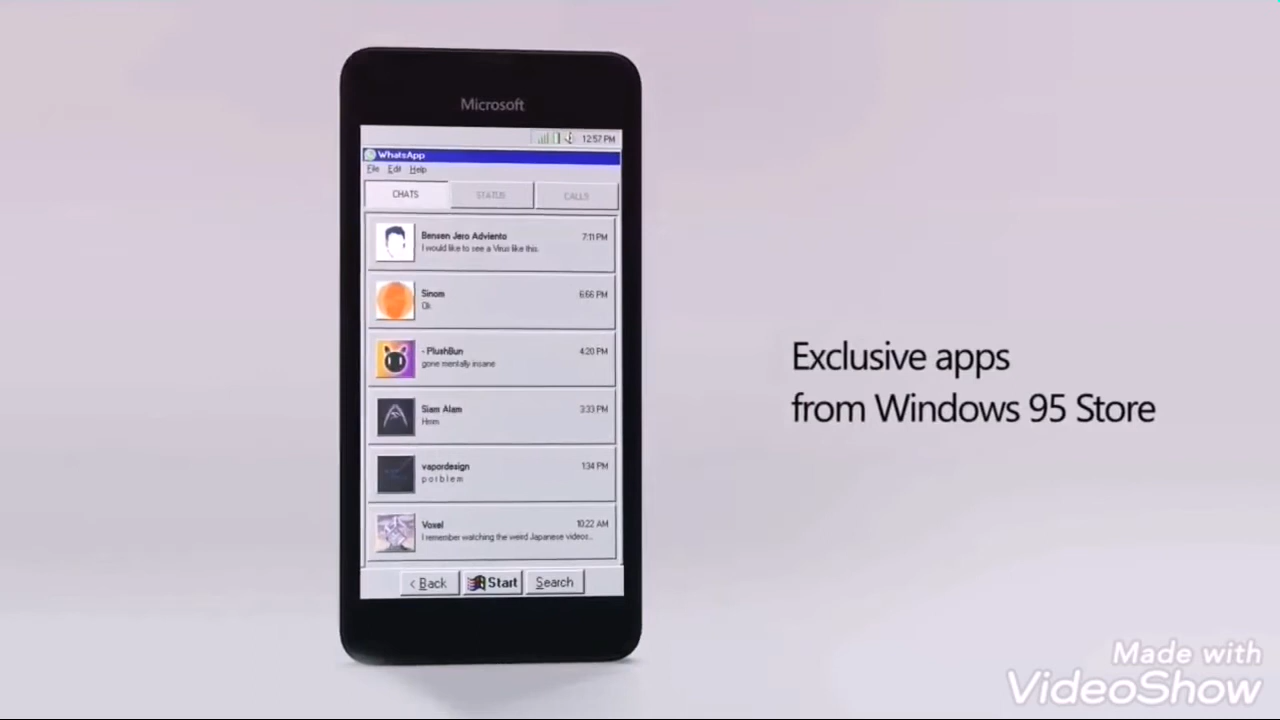 Microsoft
12:57 PM
WhatsApp
File Edit Help
CHATS STATUS CALLS
Bensen Jero Adviento 7:11 PM
I would like to see a Virus like this.
Sinom 6:66 PM
Ok
- PlushBun 4:20 PM
gone mentally insane
Siam Alam 3:33 PM
Hmm
vapordesign 1:34 PM
p o i b l e m
Voxel 10:22 AM
I remember watching the weird Japanese videos...
< Back Start Search
Exclusive apps
from Windows 95 Store
Made with
VideoShow